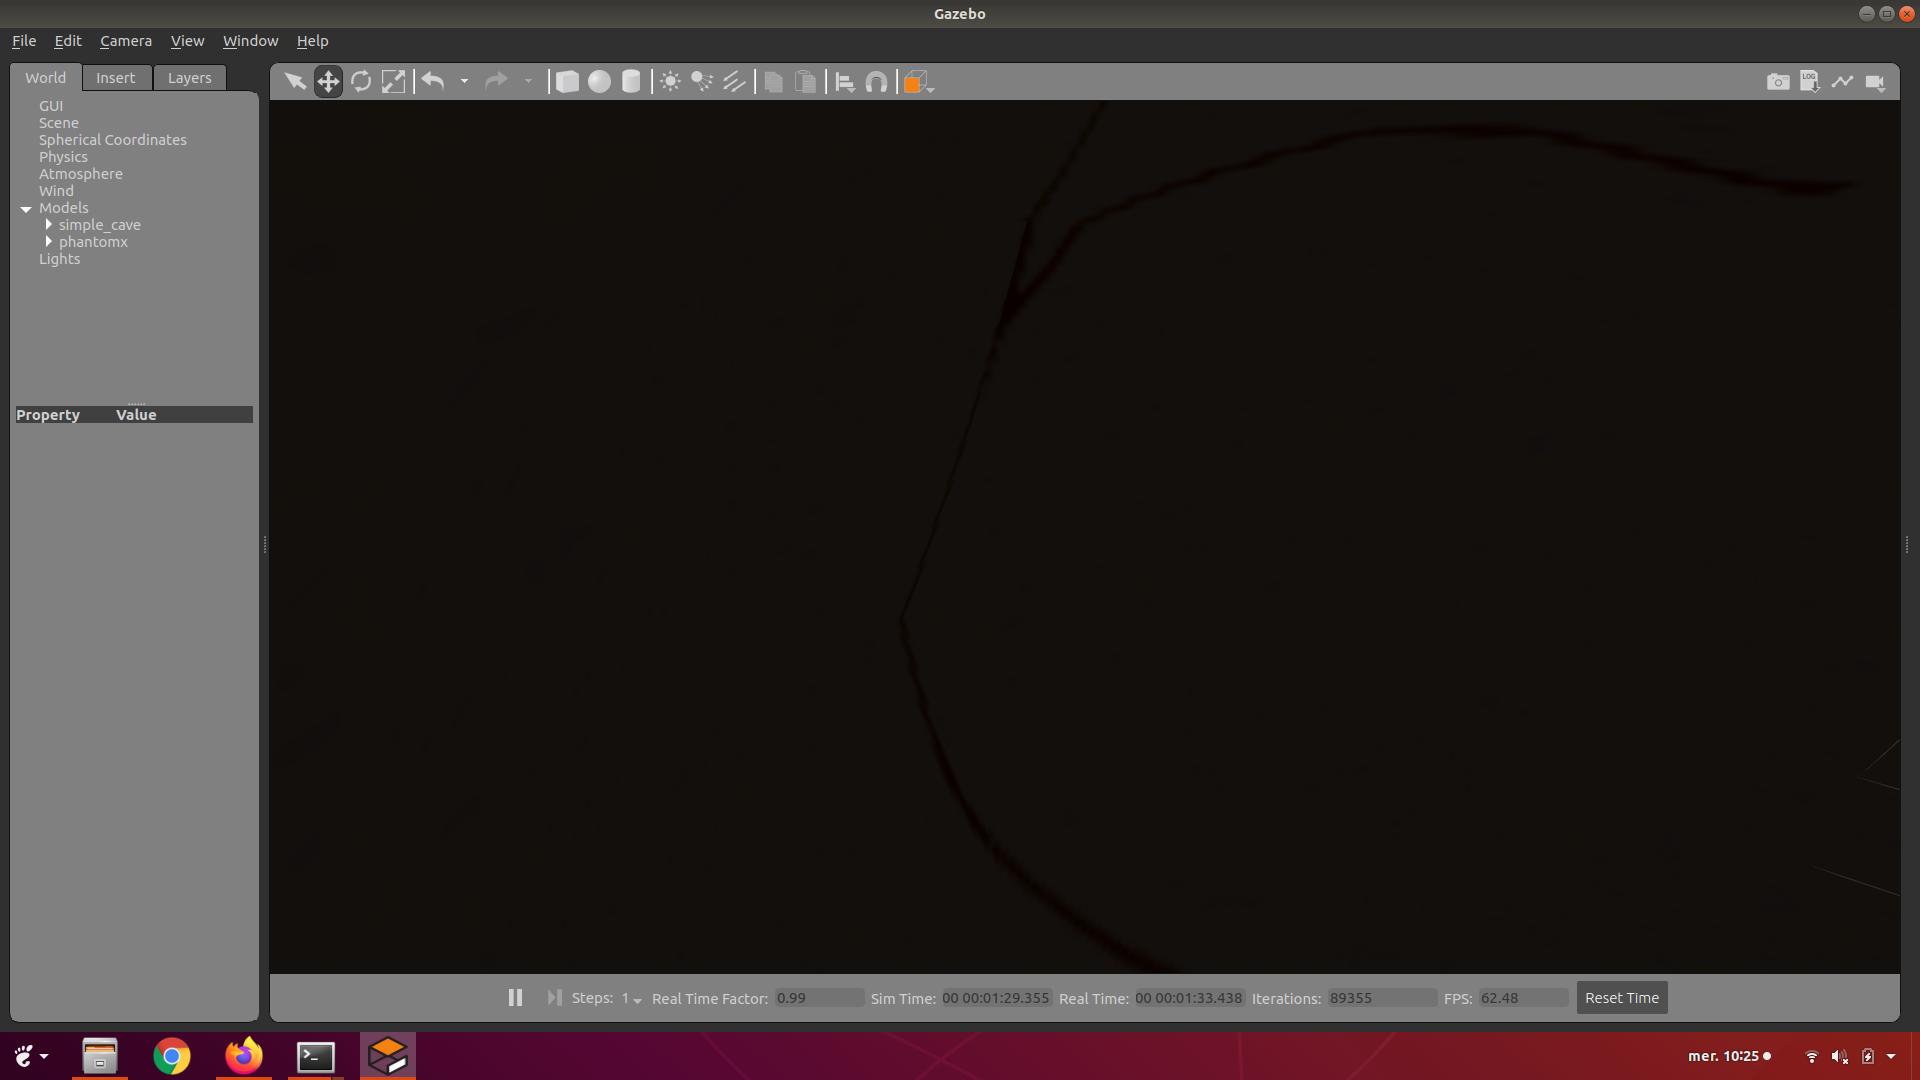 Gazebo
File Edit Camera View Window Help
World Insert Layers
LOG
GUI
Scene
Spherical Coordinates
Physics
Atmosphere
Wind
Models
simple_cave
phantomx
Lights
Property Value
Steps: 1 Real Time Factor: 0.99 Sim Time: 00 00:01:29.355 Real Time: 00 00:01:33.438 Iterations: 89355 FPS: 62.48 Reset Time
mer. 10:25